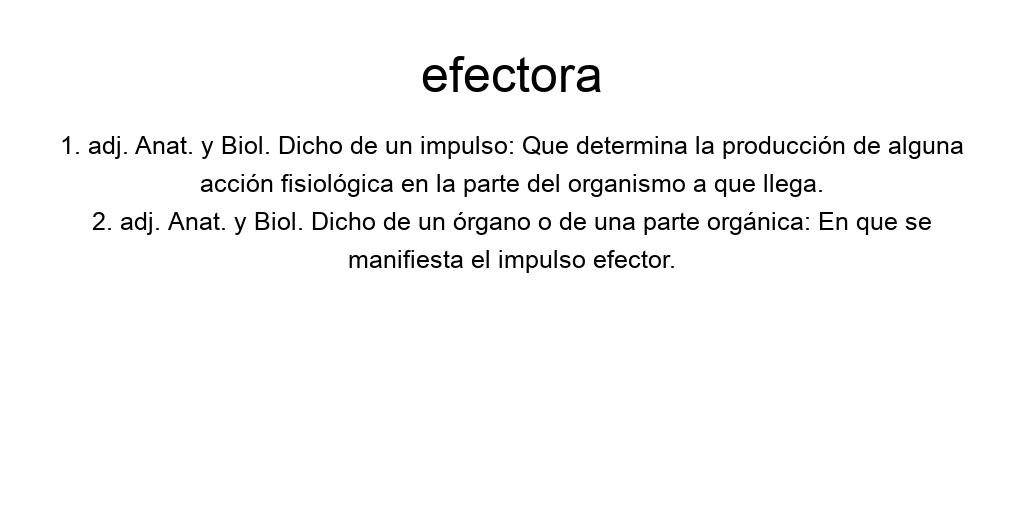 efectora
1. adj. Anat. y Biol. Dicho de un impulso: Que determina la producción de alguna
acción fisiológica en la parte del organismo a que llega.
2. adj. Anat. y Biol. Dicho de un órgano o de una parte orgánica: En que se
manifiesta el impulso efector.